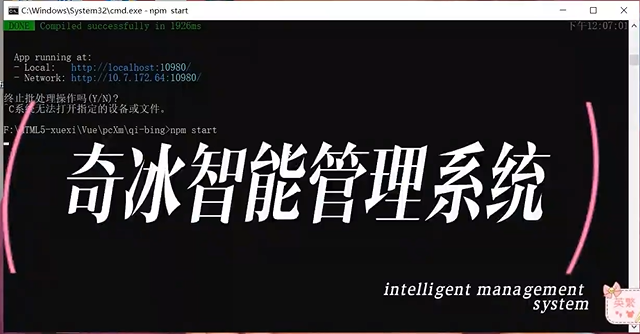 C:\Windows\System32\cmd.exe - npm start
DONE Compiled successfully in 1926ms
下午12:07:01
App running at:
- Local: http://localhost:10980/
- Network: http://10.7.172.64:10980/
终止批处理操作吗(Y/N)?
^C系统无法打开指定的设备或文件。
F:\HTML5-xuexi\Vue\pcXm\qi-bing>npm start
奇冰智能管理系统
intelligent management
system
英繁